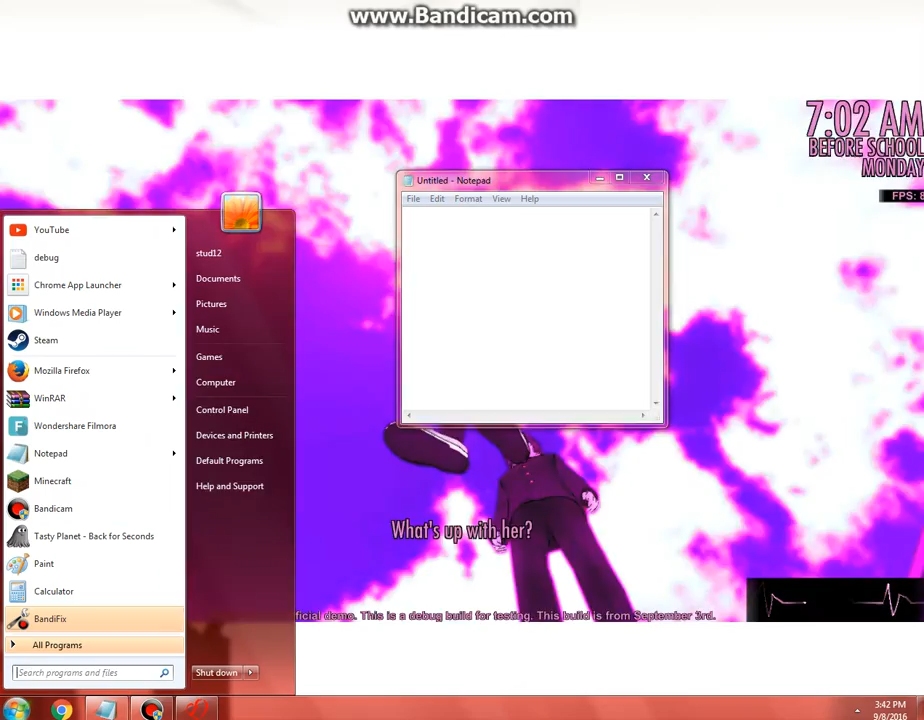 www.Bandicam.com
7:02 AM
BEFORE SCHOOL
MONDAY
FPS: 8
Untitled - Notepad
File Edit Format View Help
YouTube
debug
Chrome App Launcher
Windows Media Player
Steam
Mozilla Firefox
WinRAR
Wondershare Filmora
Notepad
Minecraft
Bandicam
Tasty Planet - Back for Seconds
Paint
Calculator
BandiFix
All Programs
Search programs and files
stud12
Documents
Pictures
Music
Games
Computer
Control Panel
Devices and Printers
Default Programs
Help and Support
Shut down
What's up with her?
ficial demo. This is a debug build for testing. This build is from September 3rd.
3:42 PM
9/8/2016